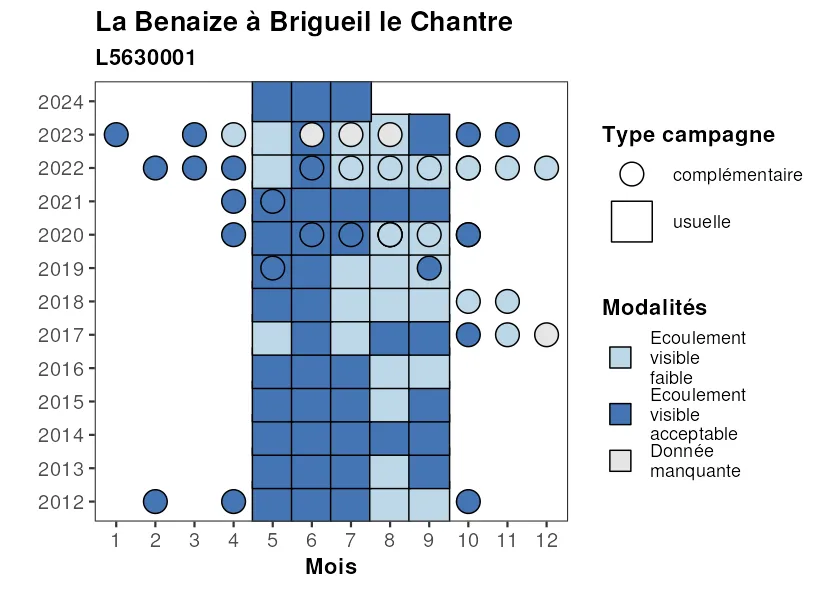 La Benaize à Brigueil le Chantre
L5630001
2024
2023
2022
2021
2020
2019
2018
2017
2016
2015
2014
2013
2012
1 2 3 4 5 6 7 8 9 10 11 12
Mois
Type campagne
complémentaire
usuelle
Modalités
Ecoulement
visible
faible
Ecoulement
visible
acceptable
Donnée
manquante